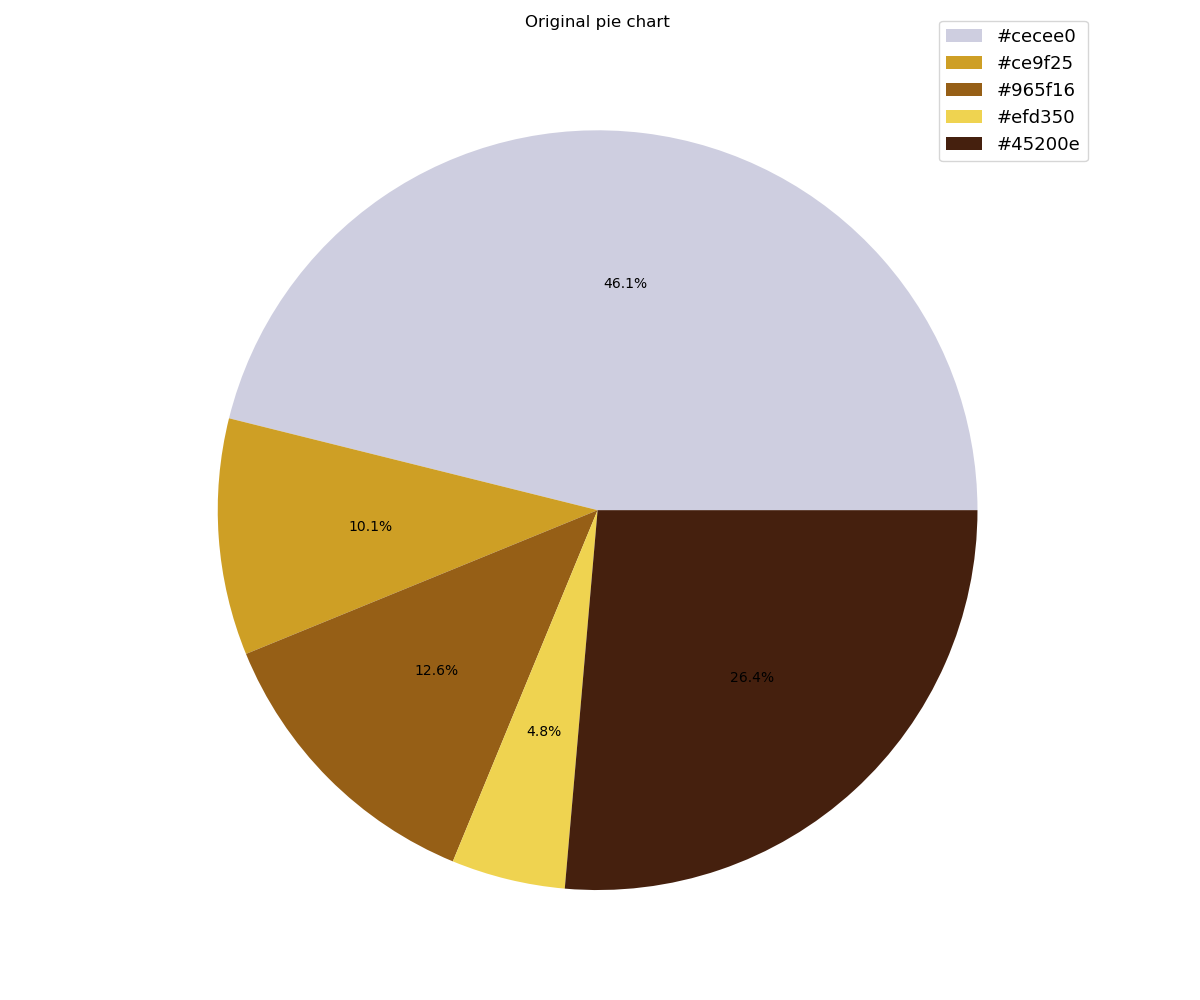 Original pie chart
#cecee0
#ce9f25
#965f16
#efd350
#45200e
46.1%
10.1%
12.6%
4.8%
26.4%